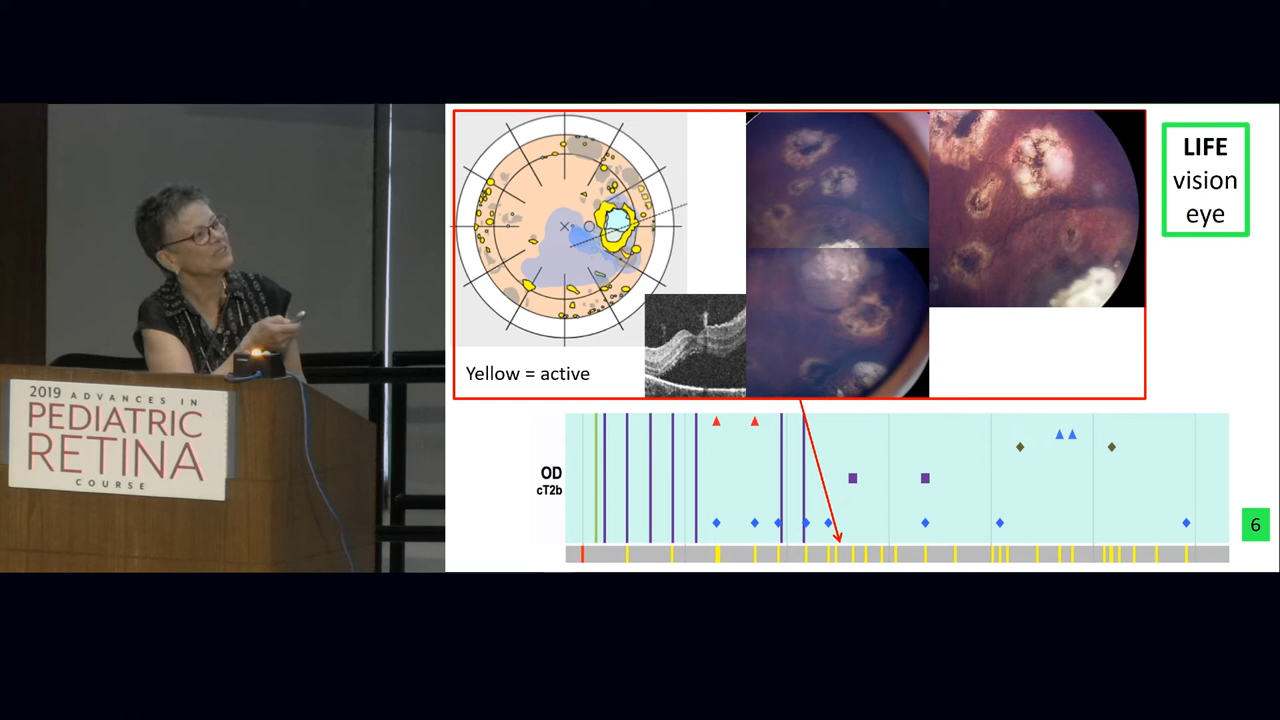 2019 ADVANCES IN
PEDIATRIC
RETINA
COURSE
Yellow = active
LIFE
vision
eye
OD
cT2b
6